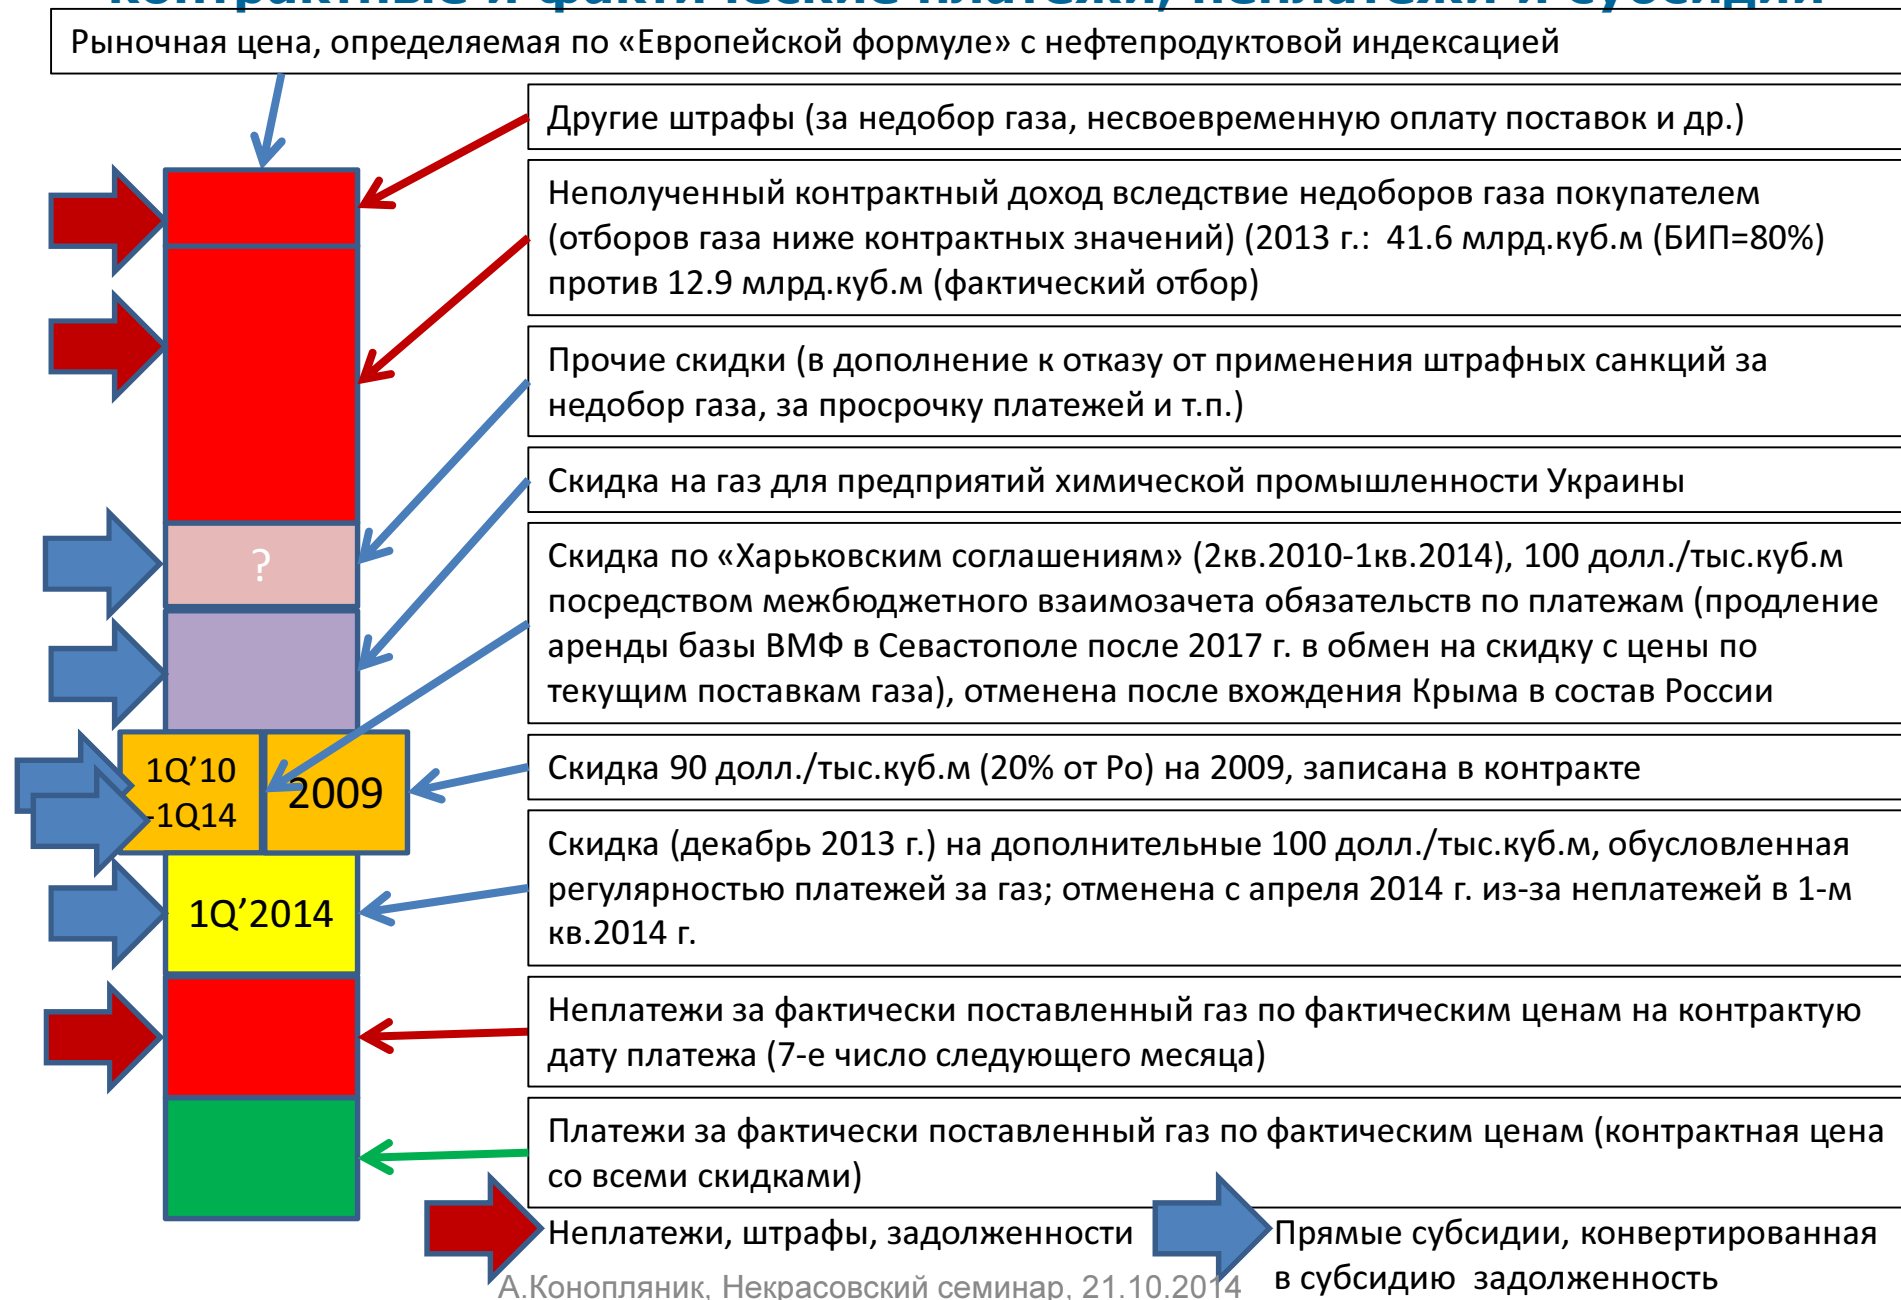 контрактные и фактические платежи, неплатежи и субсидии
Рыночная цена, определяемая по «Европейской формуле» с нефтепродуктовой индексацией
Другие штрафы (за недобор газа, несвоевременную оплату поставок и др.)
Неполученный контрактный доход вследствие недоборов газа покупателем
(отборов газа ниже контрактных значений) (2013 г.: 41.6 млрд.куб.м (БИП=80%)
против 12.9 млрд.куб.м (фактический отбор)
Прочие скидки (в дополнение к отказу от применения штрафных санкций за
недобор газа, за просрочку платежей и т.п.)
?
Скидка на газ для предприятий химической промышленности Украины
Скидка по «Харьковским соглашениям» (2кв.2010-1кв.2014), 100 долл./тыс.куб.м
посредством межбюджетного взаимозачета обязательств по платежам (продление
аренды базы ВМФ в Севастополе после 2017 г. в обмен на скидку с цены по
текущим поставкам газа), отменена после вхождения Крыма в состав России
1Q’10
-1Q14
2009
Скидка 90 долл./тыс.куб.м (20% от Ро) на 2009, записана в контракте
Скидка (декабрь 2013 г.) на дополнительные 100 долл./тыс.куб.м, обусловленная
регулярностью платежей за газ; отменена с апреля 2014 г. из-за неплатежей в 1-м
кв.2014 г.
1Q’2014
Неплатежи за фактически поставленный газ по фактическим ценам на контрактую
дату платежа (7-е число следующего месяца)
Платежи за фактически поставленный газ по фактическим ценам (контрактная цена
со всеми скидками)
Неплатежи, штрафы, задолженности
Прямые субсидии, конвертированная
в субсидию задолженность
А.Конопляник, Некрасовский семинар, 21.10.2014